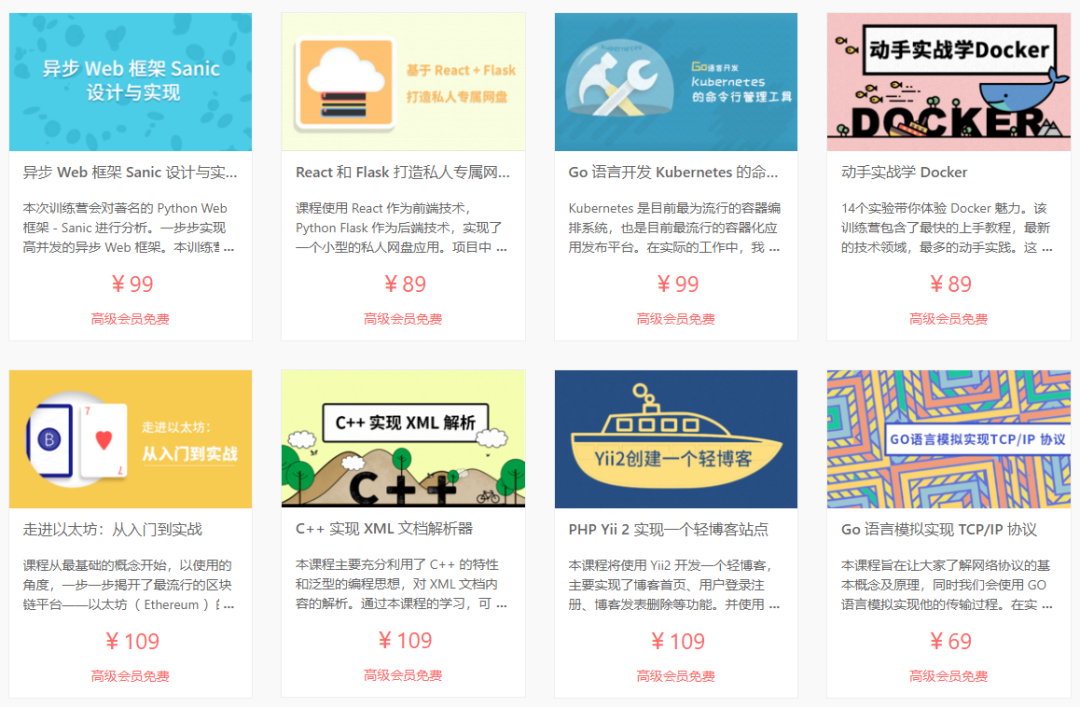 异步 Web 框架 Sanic
设计与实现
基于 React + Flask
打造私人专属网盘
Kubernetes
Go语言开发
Kubernetes
的命令行管理工具
动手实战学Docker
DOCKER
异步 Web 框架 Sanic 设计与实...
本次训练营会对著名的 Python Web
框架 - Sanic 进行分析。一步步实现
高并发的异步 Web 框架。本训练营...
¥ 99
高级会员免费
React 和 Flask 打造私人专属网...
课程使用 React 作为前端技术，
Python Flask 作为后端技术，实现了
一个小型的私人网盘应用。项目中 ...
¥ 89
高级会员免费
Go 语言开发 Kubernetes 的命...
Kubernetes 是目前最为流行的容器编
排系统，也是目前最流行的容器化应
用发布平台。在实际的工作中，我 ...
¥ 99
高级会员免费
动手实战学 Docker
14个实验带你体验 Docker 魅力。该
训练营包含了最快的上手教程，最新
的技术领域，最多的动手实践。这 ...
¥ 89
高级会员免费
7
B
7
走进以太坊：
从入门到实战
C++ 实现 XML 解析
C++
Yii2创建一个轻博客
GO语言模拟实现TCP/IP 协议
走进以太坊：从入门到实战
课程从最基础的概念开始，以使用的
角度，一步一步揭开了最流行的区块
链平台——以太坊（ Ethereum ）...
¥ 109
高级会员免费
C++ 实现 XML 文档解析器
本课程主要充分利用了 C++ 的特性
和泛型的编程思想，对 XML 文档内
容的解析。通过本课程的学习，可 ...
¥ 109
高级会员免费
PHP Yii 2 实现一个轻博客站点
本课程将使用 Yii2 开发一个轻博客，
主要实现了博客首页、用户登录注
册、博客发表删除等功能。并使用 ...
¥ 109
高级会员免费
Go 语言模拟实现 TCP/IP 协议
本课程旨在让大家了解网络协议的基
本概念及原理，同时我们会使用 GO
语言模拟实现他的传输过程。在实 ...
¥ 69
高级会员免费